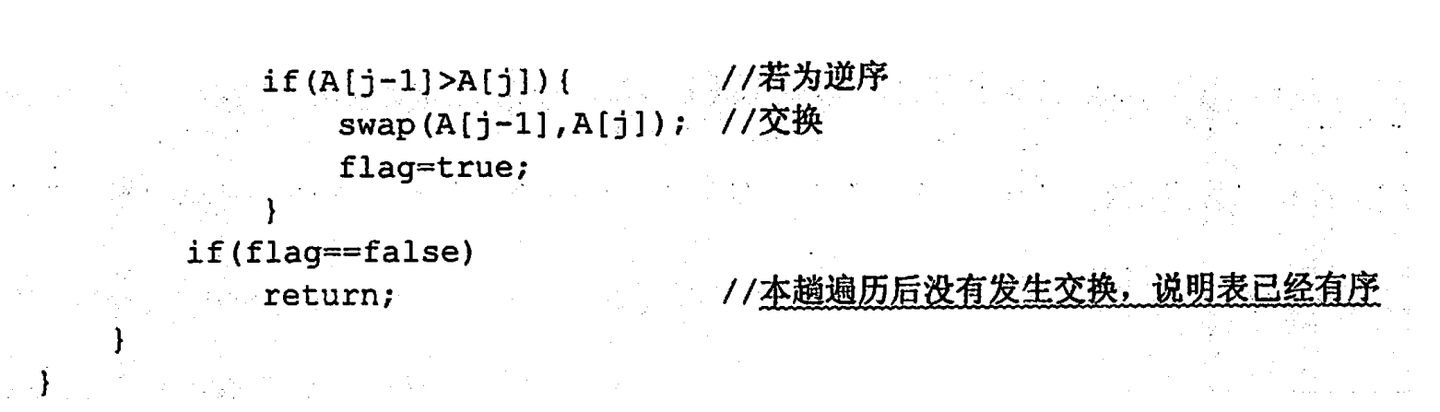 if(A[j-1]>A[j]){ //若为逆序
swap(A[j-1],A[j]); //交换
flag=true;
}
if(flag==false)
return; //本趟遍历后没有发生交换，说明表已经有序
}
}